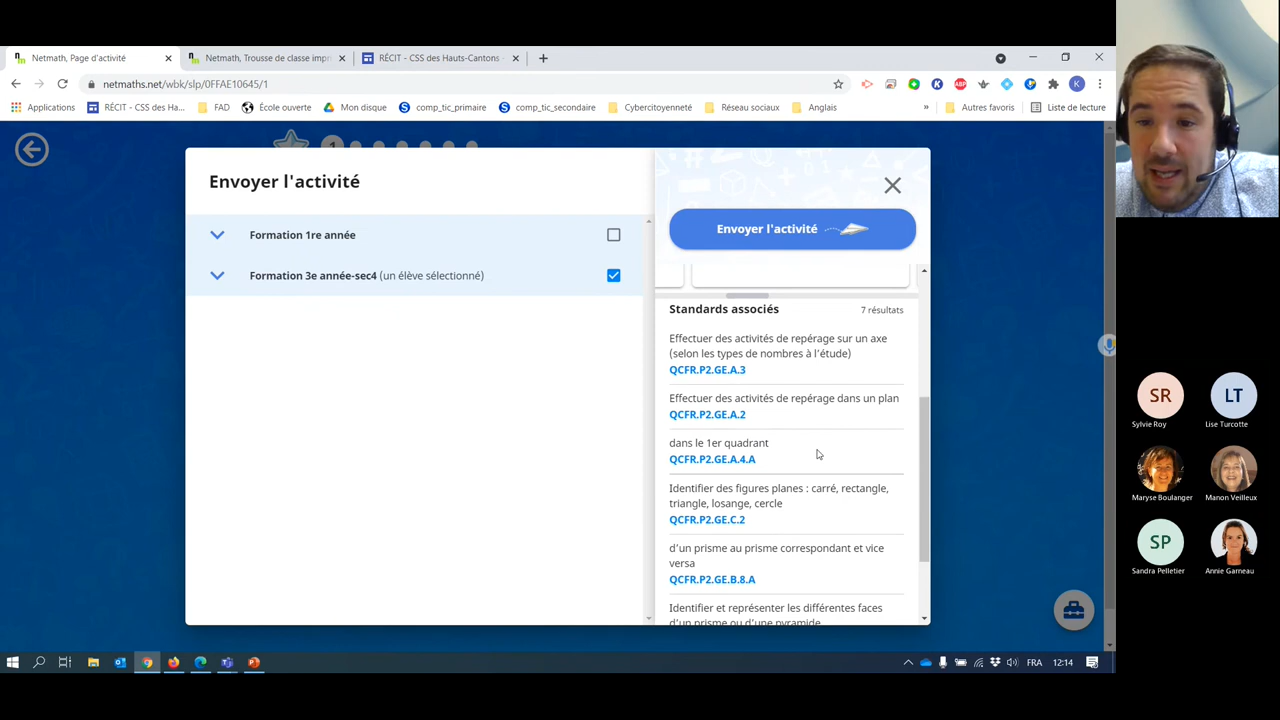 Netmath, Page d'activité
Netmath, Trousse de classe impr
RÉCIT - CSS des Hauts-Cantons
netmaths.net/wbk/slp/0FFAE10645/1
Applications
RÉCIT - CSS des Ha...
FAD
École ouverte
Mon disque
comp_tic_primaire
comp_tic_secondaire
Cybercitoyenneté
Réseau sociaux
Anglais
»
Autres favoris
Liste de lecture
K
ABP
K
1
Envoyer l'activité
Formation 1re année
Formation 3e année-sec4 (un élève sélectionné)
Envoyer l'activité
Standards associés
7 résultats
Effectuer des activités de repérage sur un axe
(selon les types de nombres à l'étude)
QCFR.P2.GE.A.3
Effectuer des activités de repérage dans un plan
QCFR.P2.GE.A.2
dans le 1er quadrant
QCFR.P2.GE.A.4.A
Identifier des figures planes : carré, rectangle,
triangle, losange, cercle
QCFR.P2.GE.C.2
d'un prisme au prisme correspondant et vice
versa
QCFR.P2.GE.B.8.A
Identifier et représenter les différentes faces
d'un prisme ou d'une pyramide
SR
LT
Sylvie Roy
Lise Turcotte
Maryse Boulanger
Manon Veilleux
SP
Sandra Pelletier
Annie Garneau
FRA
12:14